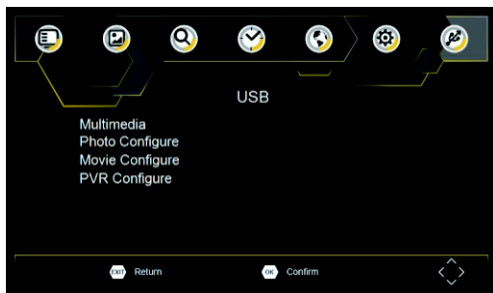 USB
Multimedia
Photo Configure
Movie Configure
PVR Configure
EXIT Return
OK Confirm